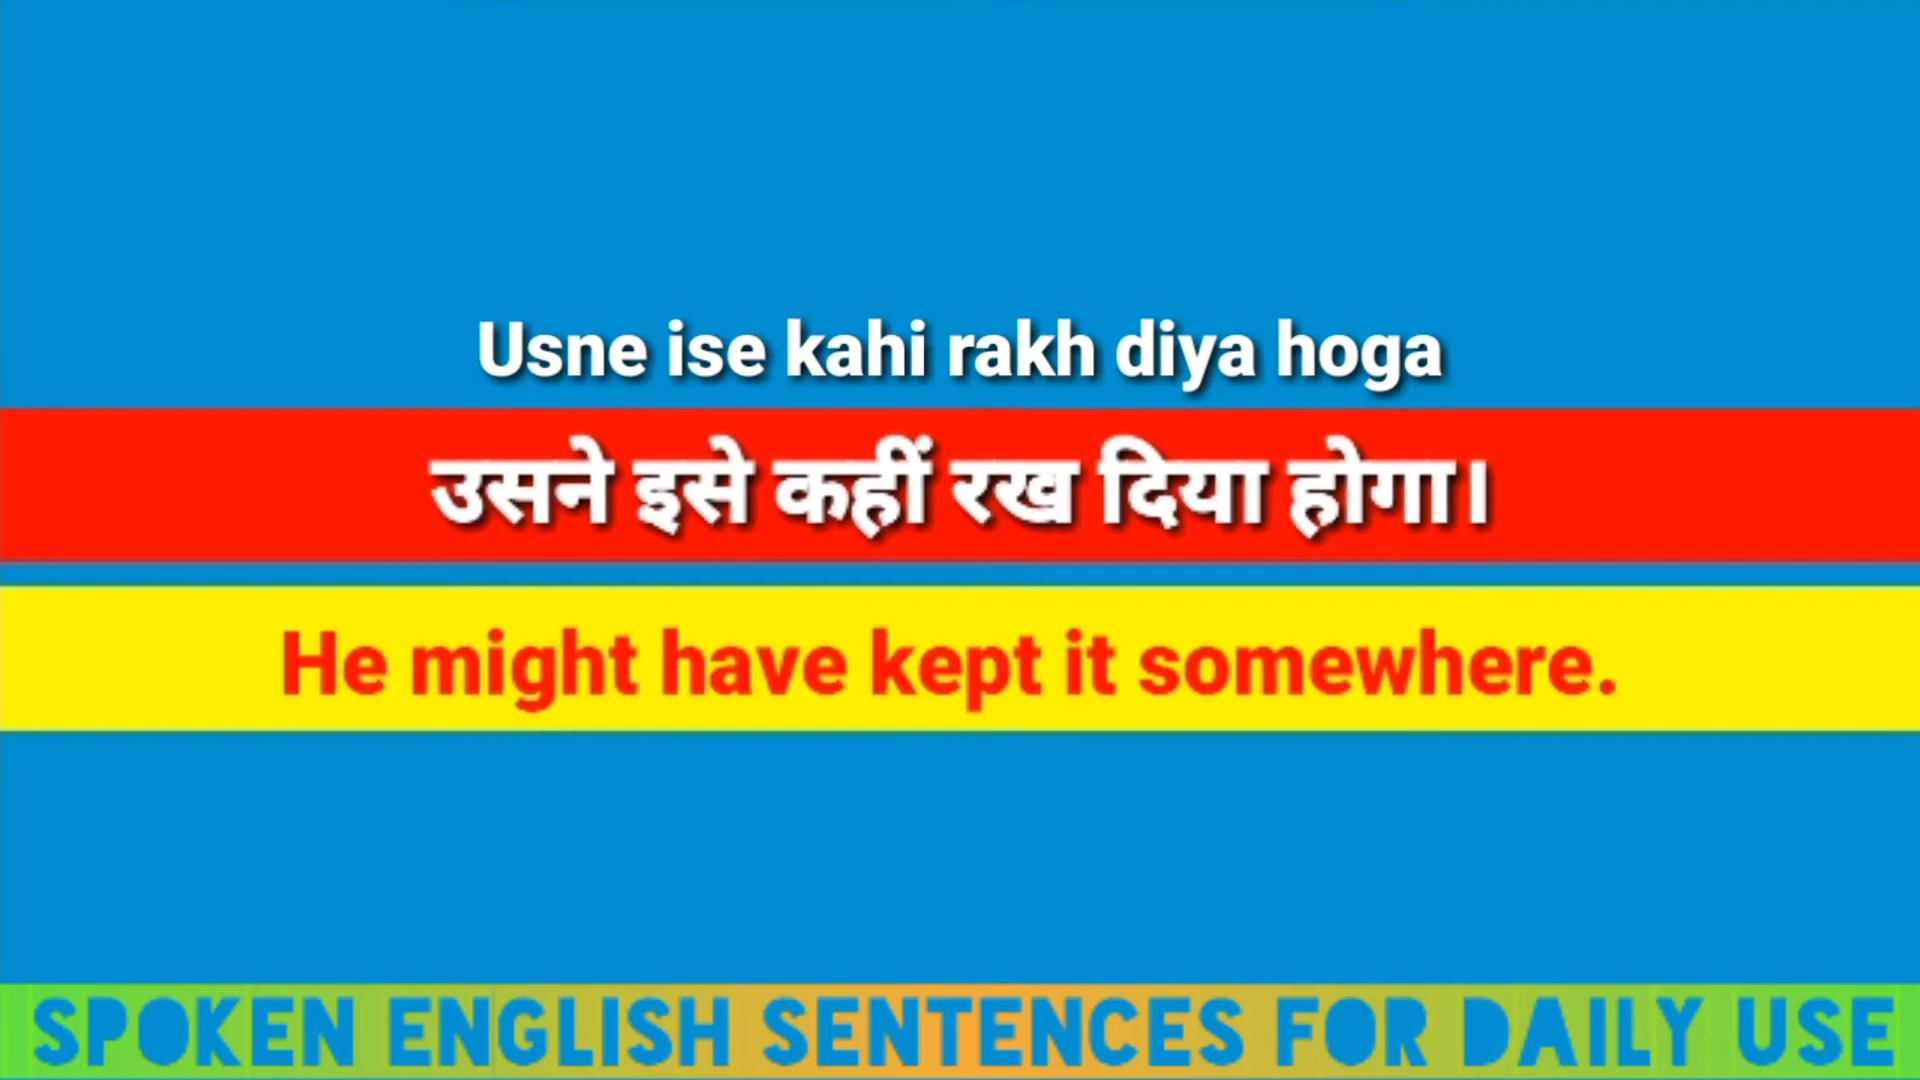 Usne ise kahi rakh diya hoga
उसने इसे कहीं रख दिया होगा।
He might have kept it somewhere.
SPOKEN ENGLISH SENTENCES FOR DAILY USE